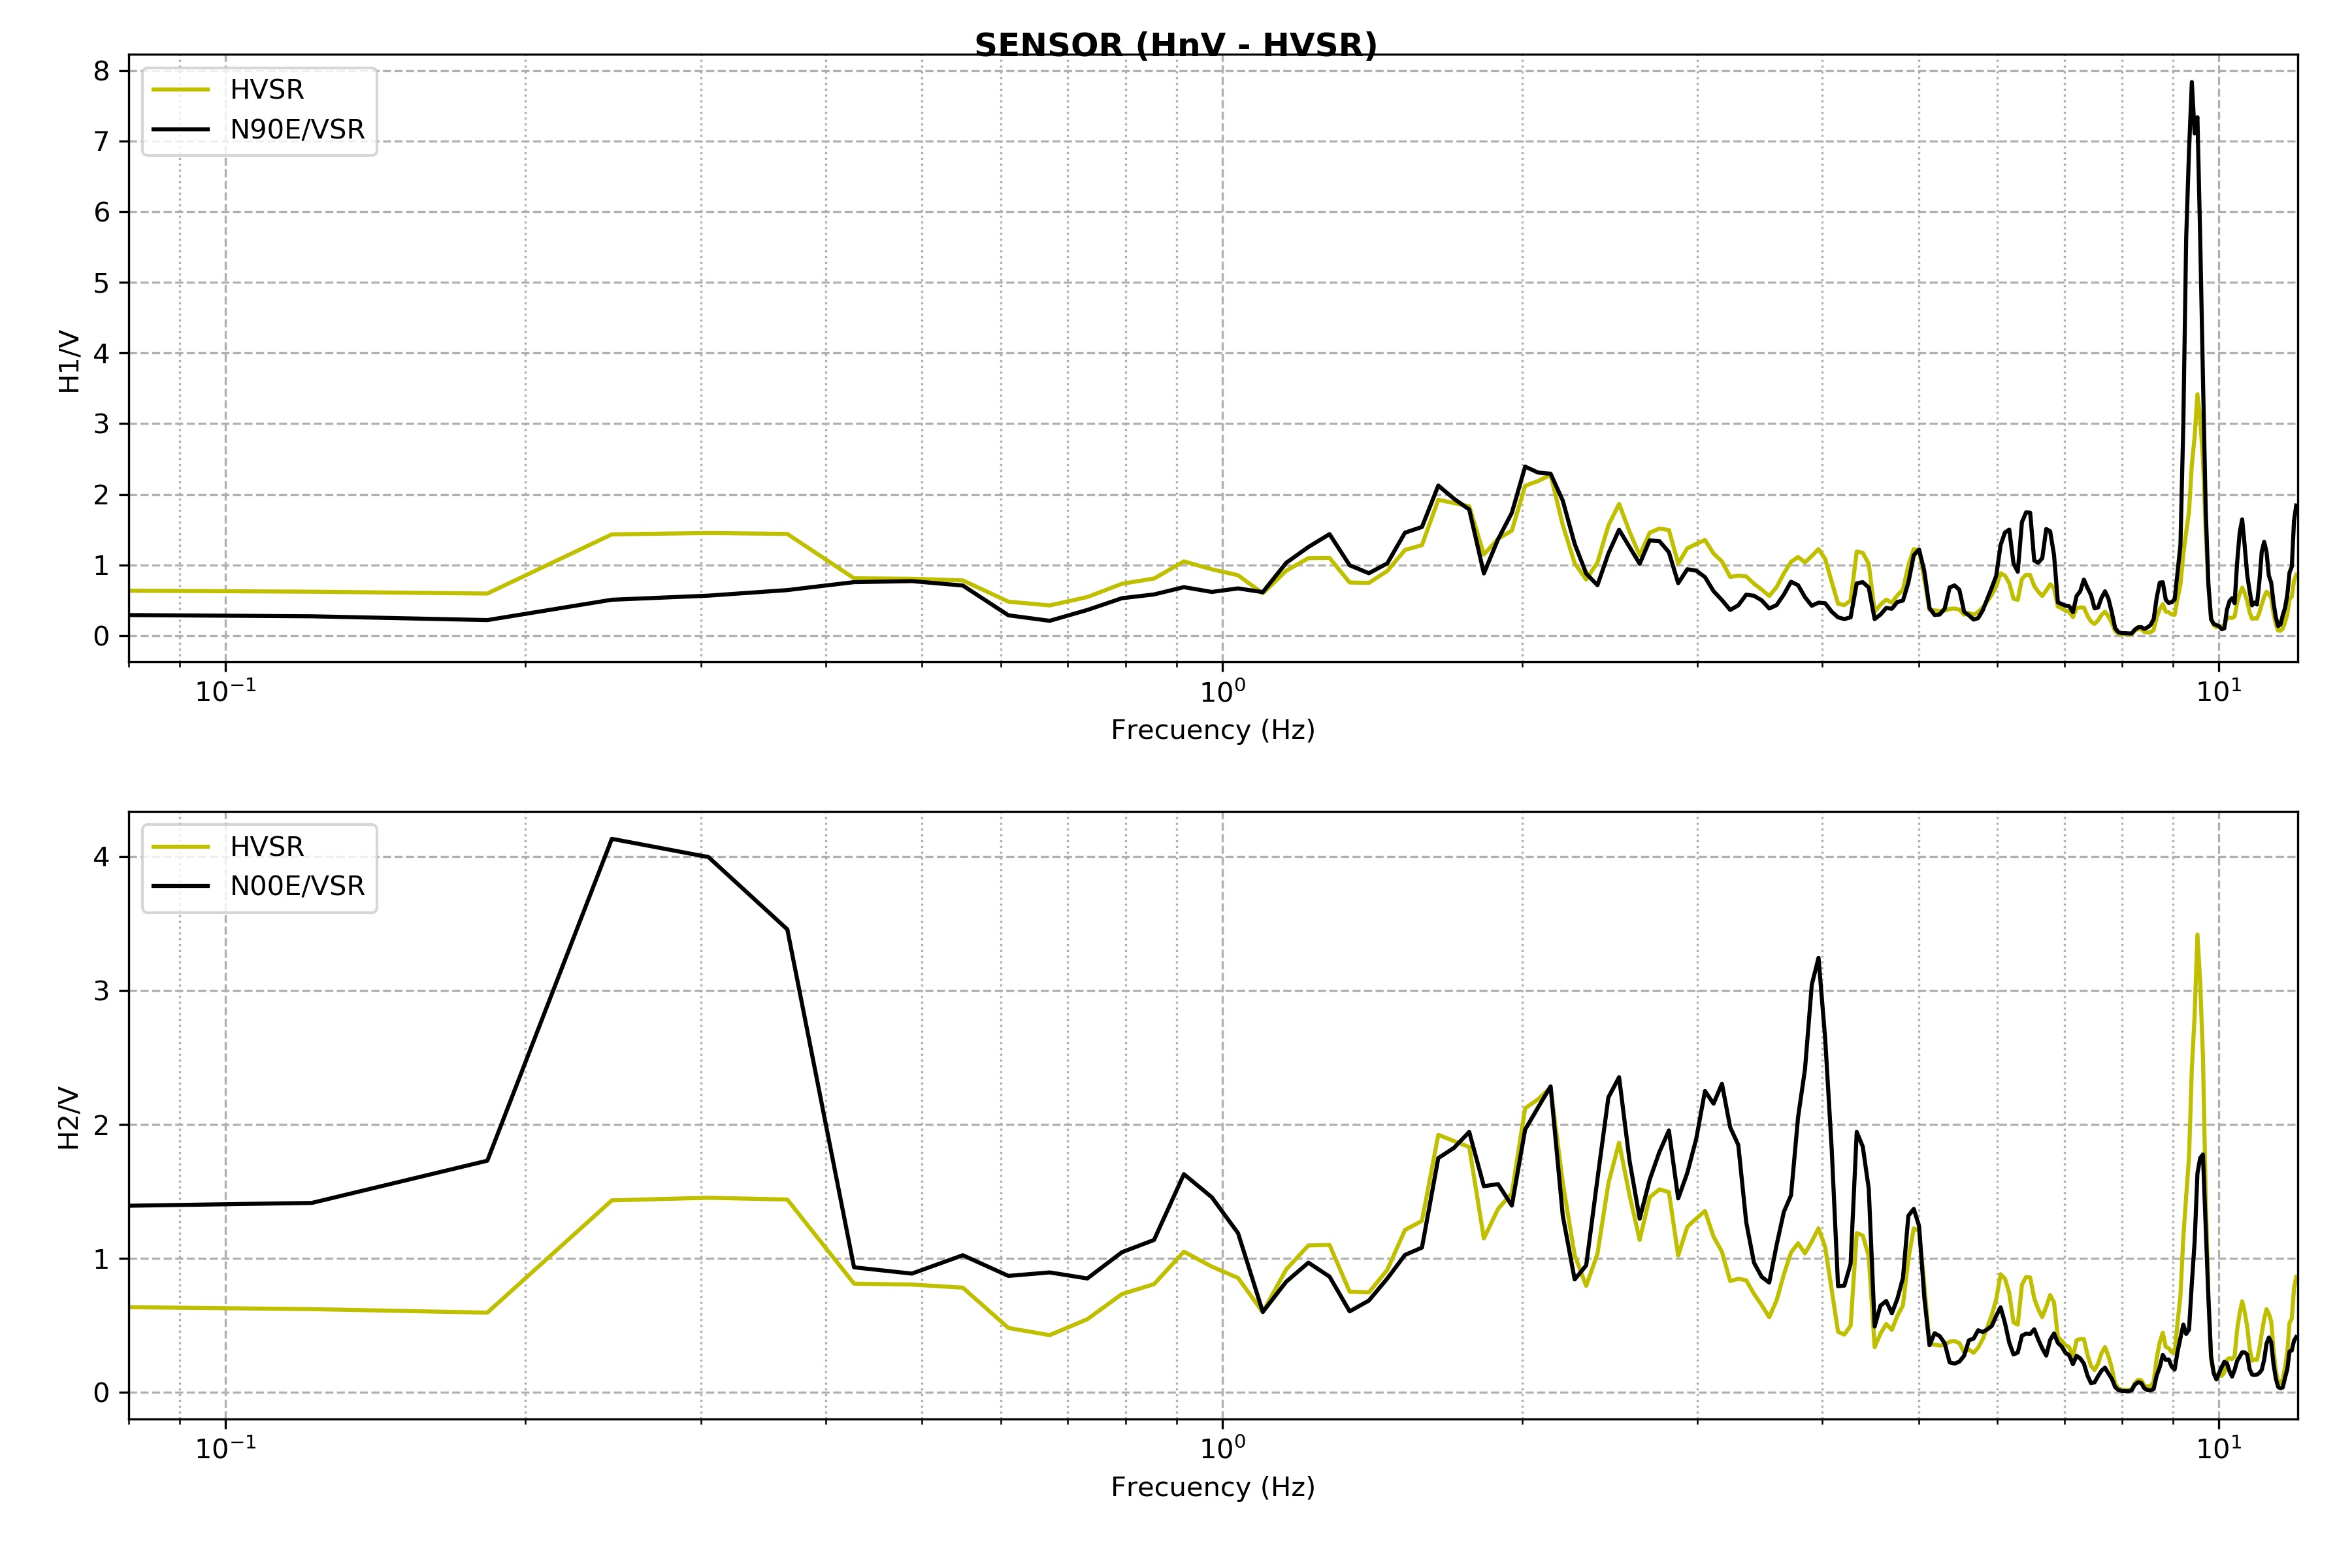 SENSOR (HnV - HVSR)
HVSR
N90E/VSR
H1/V
8
7
6
5
4
3
2
1
0
10⁻¹ 10⁰ 10¹
Frecuency (Hz)
HVSR
N00E/VSR
H2/V
4
3
2
1
0
10⁻¹ 10⁰ 10¹
Frecuency (Hz)